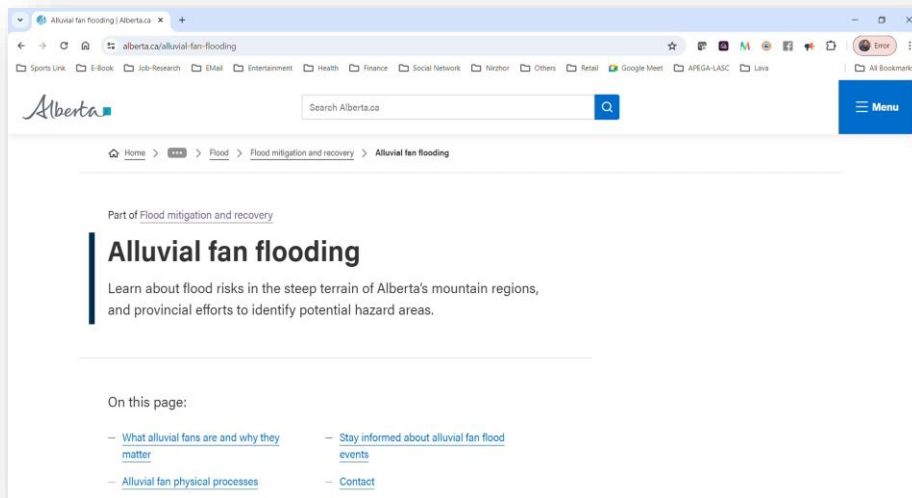 Alluvial fan flooding | Alberta.ca
alberta.ca/alluvial-fan-flooding
Error
Sports Link E-Book Job-Research EMail Entertainment Health Finance Social Network Nirzhor Others Retail Google Meet APEGA-LASC Lava All Bookmark
Alberta
Search Alberta.ca
Menu
Home > ... > Flood > Flood mitigation and recovery > Alluvial fan flooding
Part of Flood mitigation and recovery
Alluvial fan flooding
Learn about flood risks in the steep terrain of Alberta's mountain regions,
and provincial efforts to identify potential hazard areas.
On this page:
— What alluvial fans are and why they
matter
— Alluvial fan physical processes
— Stay informed about alluvial fan flood
events
— Contact